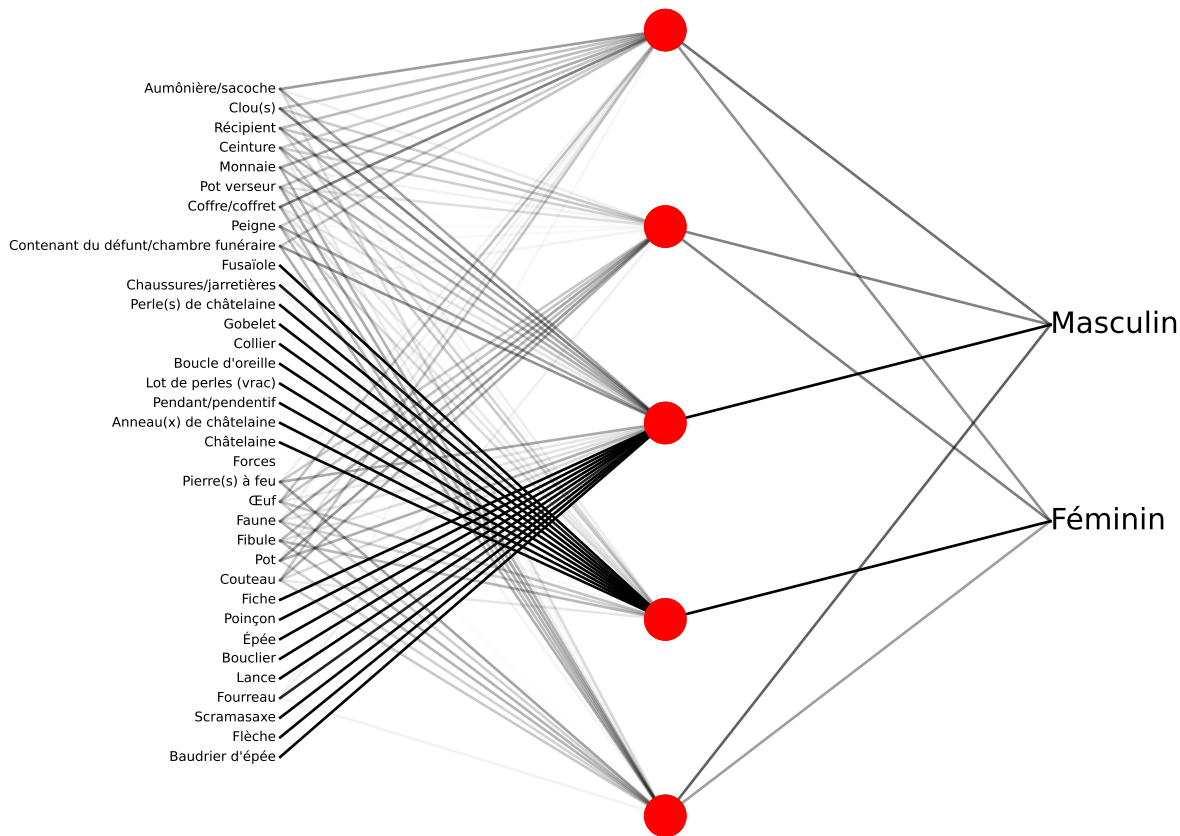 Aumônière/sacoche
Clou(s)
Récipient
Ceinture
Monnaie
Pot verseur
Coffre/coffret
Peigne
Contenant du défunt/chambre funéraire
Fusaïole
Chaussures/jarretières
Perle(s) de châtelaine
Gobelet
Collier
Boucle d'oreille
Lot de perles (vrac)
Pendant/pendentif
Anneau(x) de châtelaine
Châtelaine
Forces
Pierre(s) à feu
Œuf
Faune
Fibule
Pot
Couteau
Fiche
Poinçon
Épée
Bouclier
Lance
Fourreau
Scramasaxe
Flèche
Baudrier d'épée
Masculin
Féminin